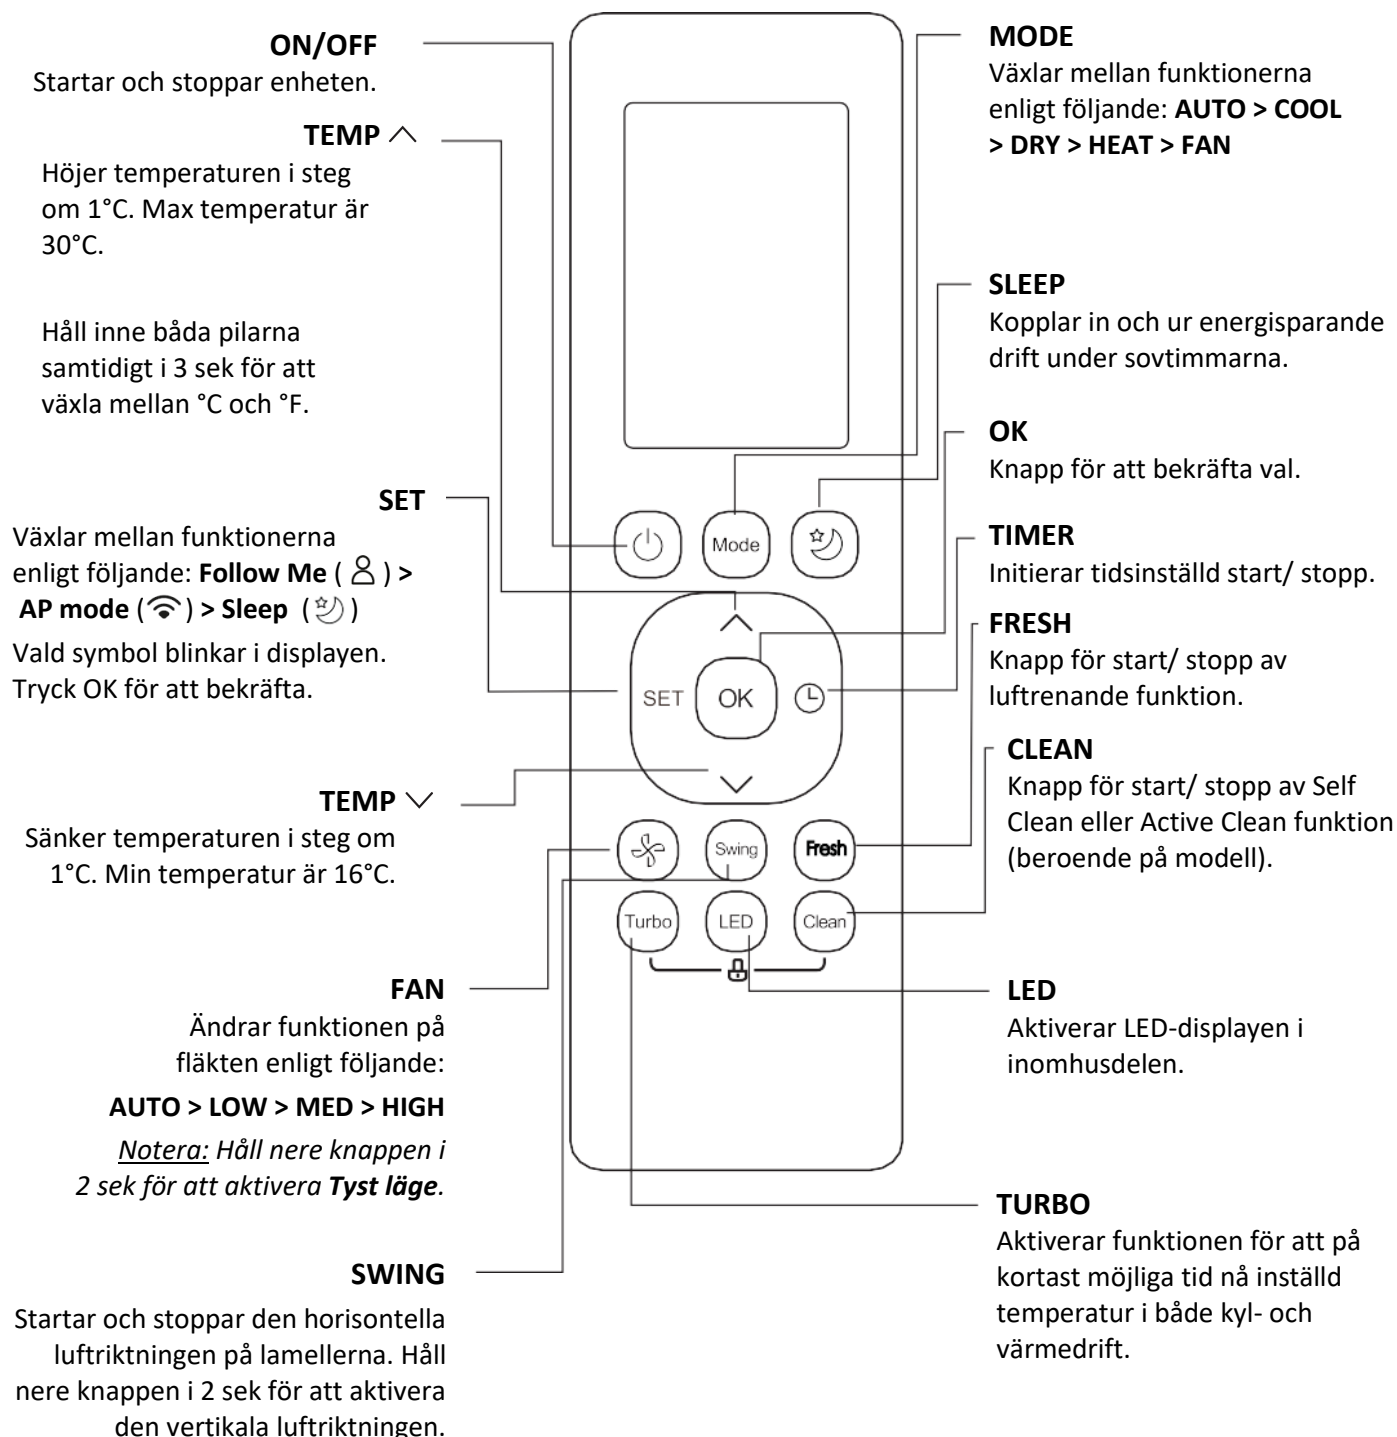 ON/OFF
Startar och stoppar enheten.
TEMP
Höjer temperaturen i steg
om 1°C. Max temperatur är
30°C.
Håll inne båda pilarna
samtidigt i 3 sek för att
växla mellan °C och °F.
SET
Växlar mellan funktionerna
enligt följande: Follow Me ( ) >
AP mode ( ) > Sleep ( )
Vald symbol blinkar i displayen.
Tryck OK för att bekräfta.
TEMP
Sänker temperaturen i steg om
1°C. Min temperatur är 16°C.
FAN
Ändrar funktionen på
fläkten enligt följande:
AUTO > LOW > MED > HIGH
Notera: Håll nere knappen i
2 sek för att aktivera Tyst läge.
SWING
Startar och stoppar den horisontella
luftriktningen på lamellerna. Håll
nere knappen i 2 sek för att aktivera
den vertikala luftriktningen.
Mode
SET
OK
Swing
Fresh
Turbo
LED
Clean
MODE
Växlar mellan funktionerna
enligt följande: AUTO > COOL
> DRY > HEAT > FAN
SLEEP
Kopplar in och ur energisparande
drift under sovtimmarna.
OK
Knapp för att bekräfta val.
TIMER
Initierar tidsinställd start/ stopp.
FRESH
Knapp för start/ stopp av
luftrenande funktion.
CLEAN
Knapp för start/ stopp av Self
Clean eller Active Clean funktion
(beroende på modell).
LED
Aktiverar LED-displayen i
inomhusdelen.
TURBO
Aktiverar funktionen för att på
kortast möjliga tid nå inställd
temperatur i både kyl- och
värmedrift.